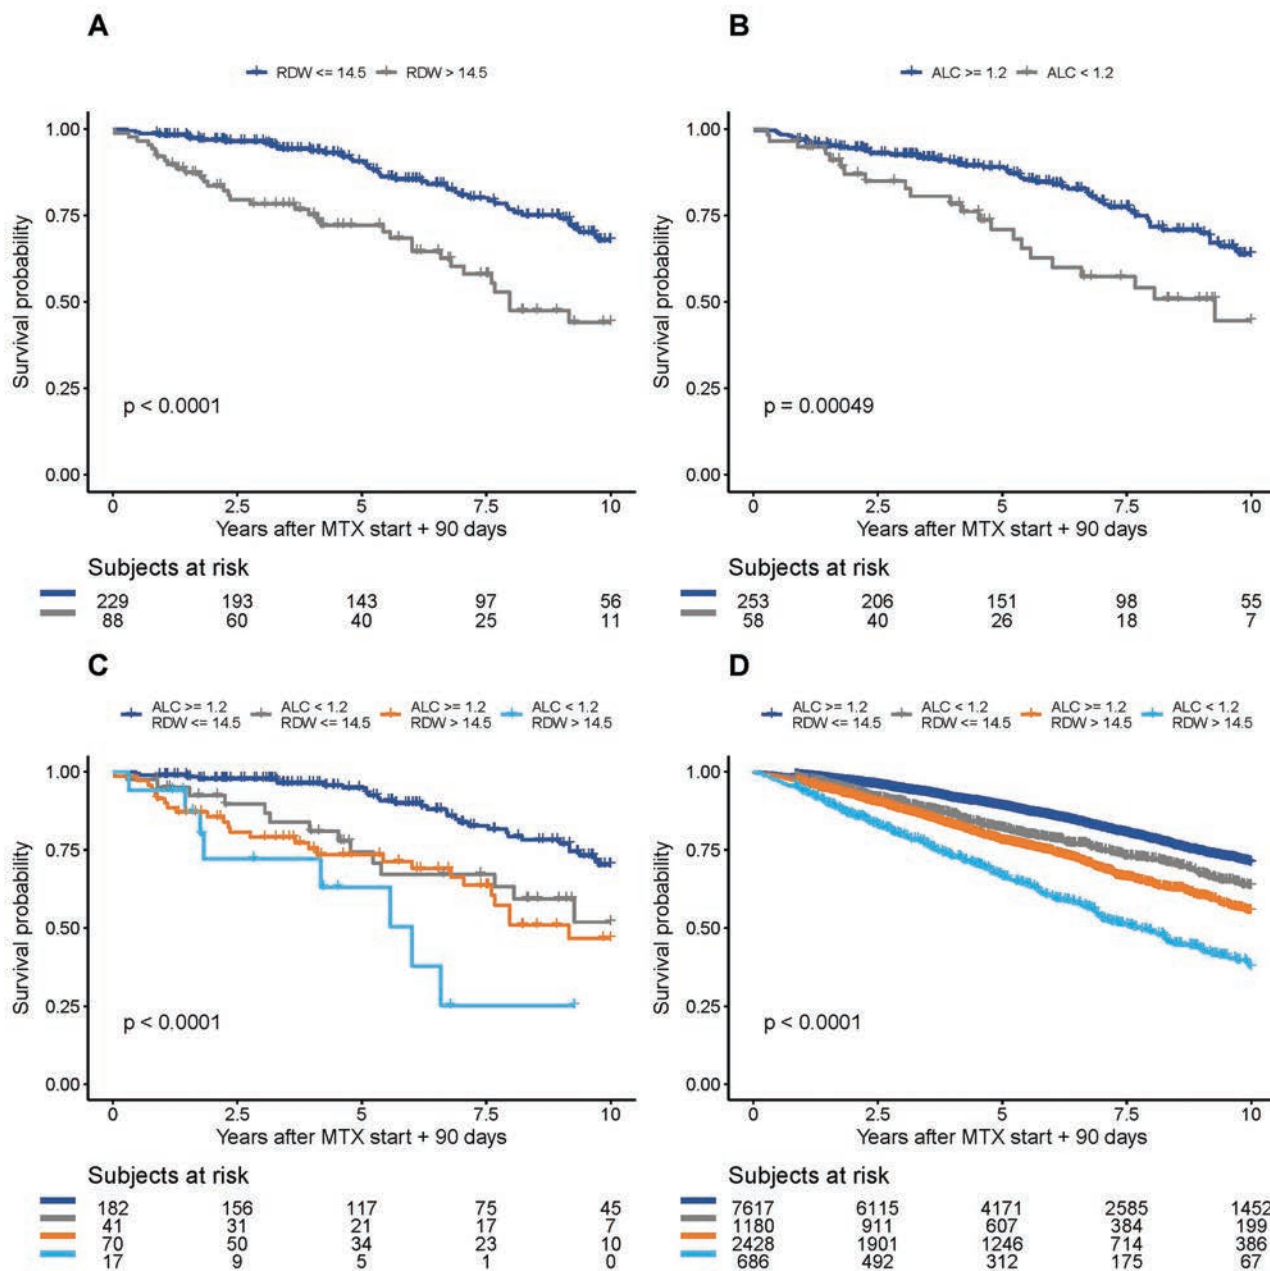 A
RDW <= 14.5 RDW > 14.5
Survival probability
1.00
0.75
0.50
0.25
0.00
p < 0.0001
0 2.5 5 7.5 10
Years after MTX start + 90 days
Subjects at risk
229 193 143 97 56
88 60 40 25 11
B
ALC >= 1.2 ALC < 1.2
Survival probability
1.00
0.75
0.50
0.25
0.00
p = 0.00049
0 2.5 5 7.5 10
Years after MTX start + 90 days
Subjects at risk
253 206 151 98 55
58 40 26 18 7
C
ALC >= 1.2 ALC < 1.2 ALC >= 1.2 ALC < 1.2
RDW <= 14.5 RDW <= 14.5 RDW > 14.5 RDW > 14.5
Survival probability
1.00
0.75
0.50
0.25
0.00
p < 0.0001
0 2.5 5 7.5 10
Years after MTX start + 90 days
Subjects at risk
182 156 117 75 45
41 31 21 17 7
70 50 34 23 10
17 9 5 1 0
D
ALC >= 1.2 ALC < 1.2 ALC >= 1.2 ALC < 1.2
RDW <= 14.5 RDW <= 14.5 RDW > 14.5 RDW > 14.5
Survival probability
1.00
0.75
0.50
0.25
0.00
p < 0.0001
0 2.5 5 7.5 10
Years after MTX start + 90 days
Subjects at risk
7617 6115 4171 2585 1452
1180 911 607 384 199
2428 1901 1246 714 386
686 492 312 175 67